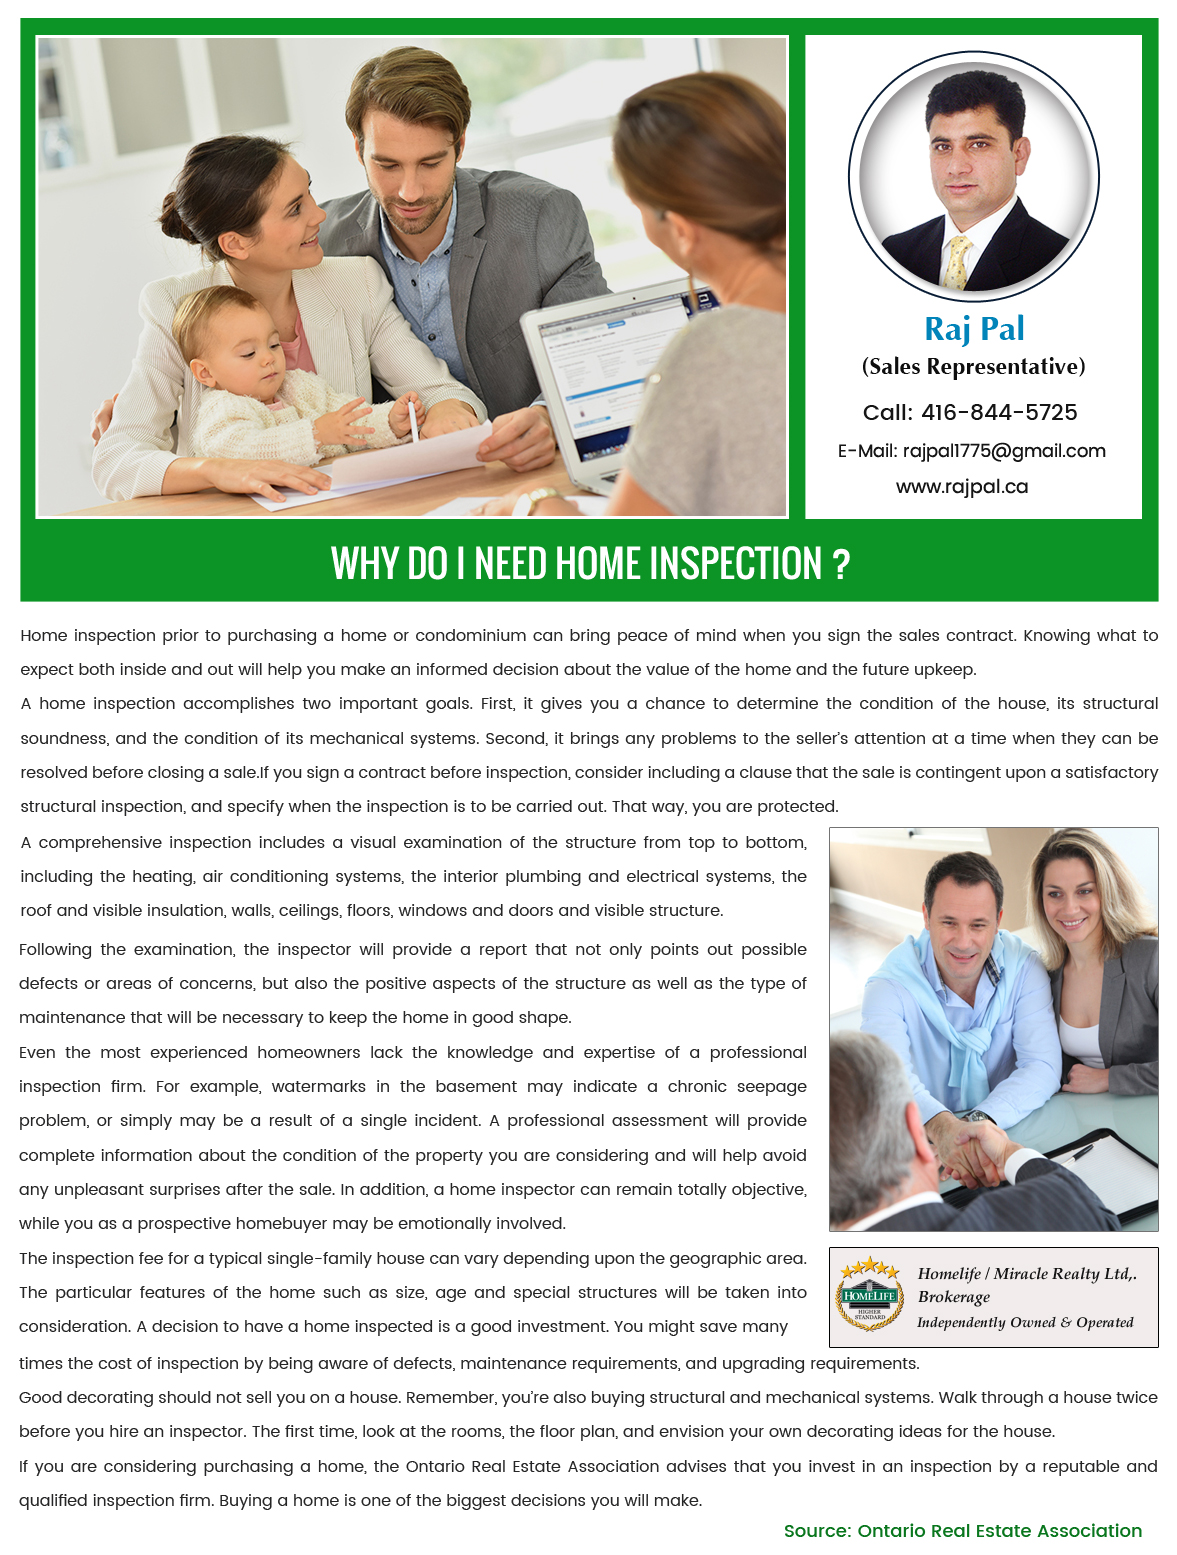 Raj Pal
(Sales Representative)
Call: 416-844-5725
E-Mail: rajpal1775@gmail.com
www.rajpal.ca
WHY DO I NEED HOME INSPECTION ?
Home inspection prior to purchasing a home or condominium can bring peace of mind when you sign the sales contract. Knowing what to
expect both inside and out will help you make an informed decision about the value of the home and the future upkeep.
A home inspection accomplishes two important goals. First, it gives you a chance to determine the condition of the house, its structural
soundness, and the condition of its mechanical systems. Second, it brings any problems to the seller's attention at a time when they can be
resolved before closing a sale.If you sign a contract before inspection, consider including a clause that the sale is contingent upon a satisfactory
structural inspection, and specify when the inspection is to be carried out. That way, you are protected.
A comprehensive inspection includes a visual examination of the structure from top to bottom,
including the heating, air conditioning systems, the interior plumbing and electrical systems, the
roof and visible insulation, walls, ceilings, floors, windows and doors and visible structure.
Following the examination, the inspector will provide a report that not only points out possible
defects or areas of concerns, but also the positive aspects of the structure as well as the type of
maintenance that will be necessary to keep the home in good shape.
Even the most experienced homeowners lack the knowledge and expertise of a professional
inspection firm. For example, watermarks in the basement may indicate a chronic seepage
problem, or simply may be a result of a single incident. A professional assessment will provide
complete information about the condition of the property you are considering and will help avoid
any unpleasant surprises after the sale. In addition, a home inspector can remain totally objective,
while you as a prospective homebuyer may be emotionally involved.
The inspection fee for a typical single-family house can vary depending upon the geographic area.
The particular features of the home such as size, age and special structures will be taken into
consideration. A decision to have a home inspected is a good investment. You might save many
times the cost of inspection by being aware of defects, maintenance requirements, and upgrading requirements.
Good decorating should not sell you on a house. Remember, you're also buying structural and mechanical systems. Walk through a house twice
before you hire an inspector. The first time, look at the rooms, the floor plan, and envision your own decorating ideas for the house.
If you are considering purchasing a home, the Ontario Real Estate Association advises that you invest in an inspection by a reputable and
qualified inspection firm. Buying a home is one of the biggest decisions you will make.
HOMELIFE
HIGHER
STANDARD
Homelife / Miracle Realty Ltd,.
Brokerage
Independently Owned & Operated
Source: Ontario Real Estate Association